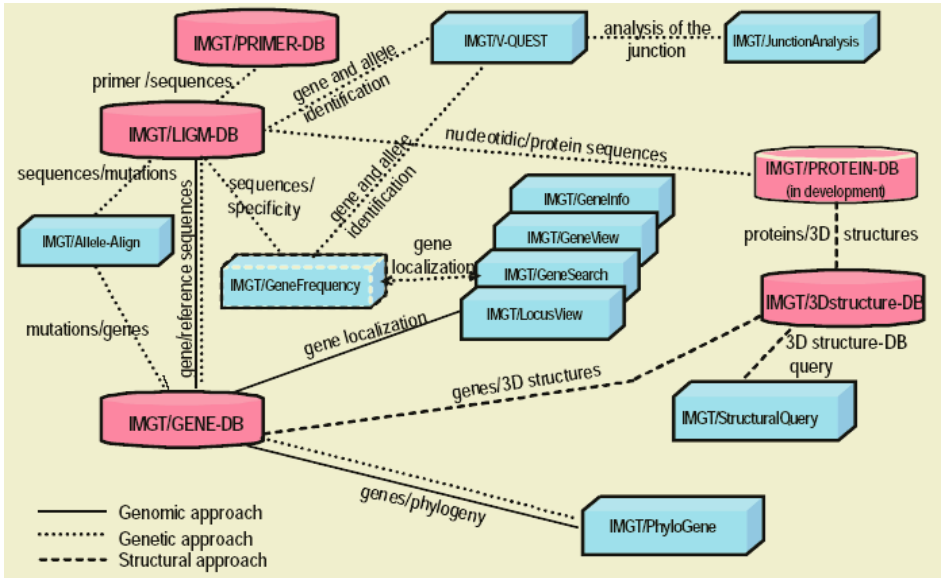 IMGT/PRIMER-DB
IMGT/V-QUEST
analysis of the
junction
IMGT/JunctionAnalysis
primer /sequences
gene and allele
identification
IMGT/LIGM-DB
nucleotidic/protein sequences
IMGT/PROTEIN-DB
(in development)
sequences/mutations
sequences/
specificity
gene and allele
identification
IMGT/GeneInfo
IMGT/GeneView
IMGT/GeneSearch
IMGT/LocusView
IMGT/Allele-Align
gene/reference sequences
IMGT/GeneFrequency
gene
localization
proteins/3D structures
IMGT/3Dstructure-DB
mutations/genes
gene localization
3D structure-DB
query
genes/3D structures
IMGT/GENE-DB
IMGT/StructuralQuery
genes/phylogeny
IMGT/PhyloGene
Genomic approach
Genetic approach
Structural approach